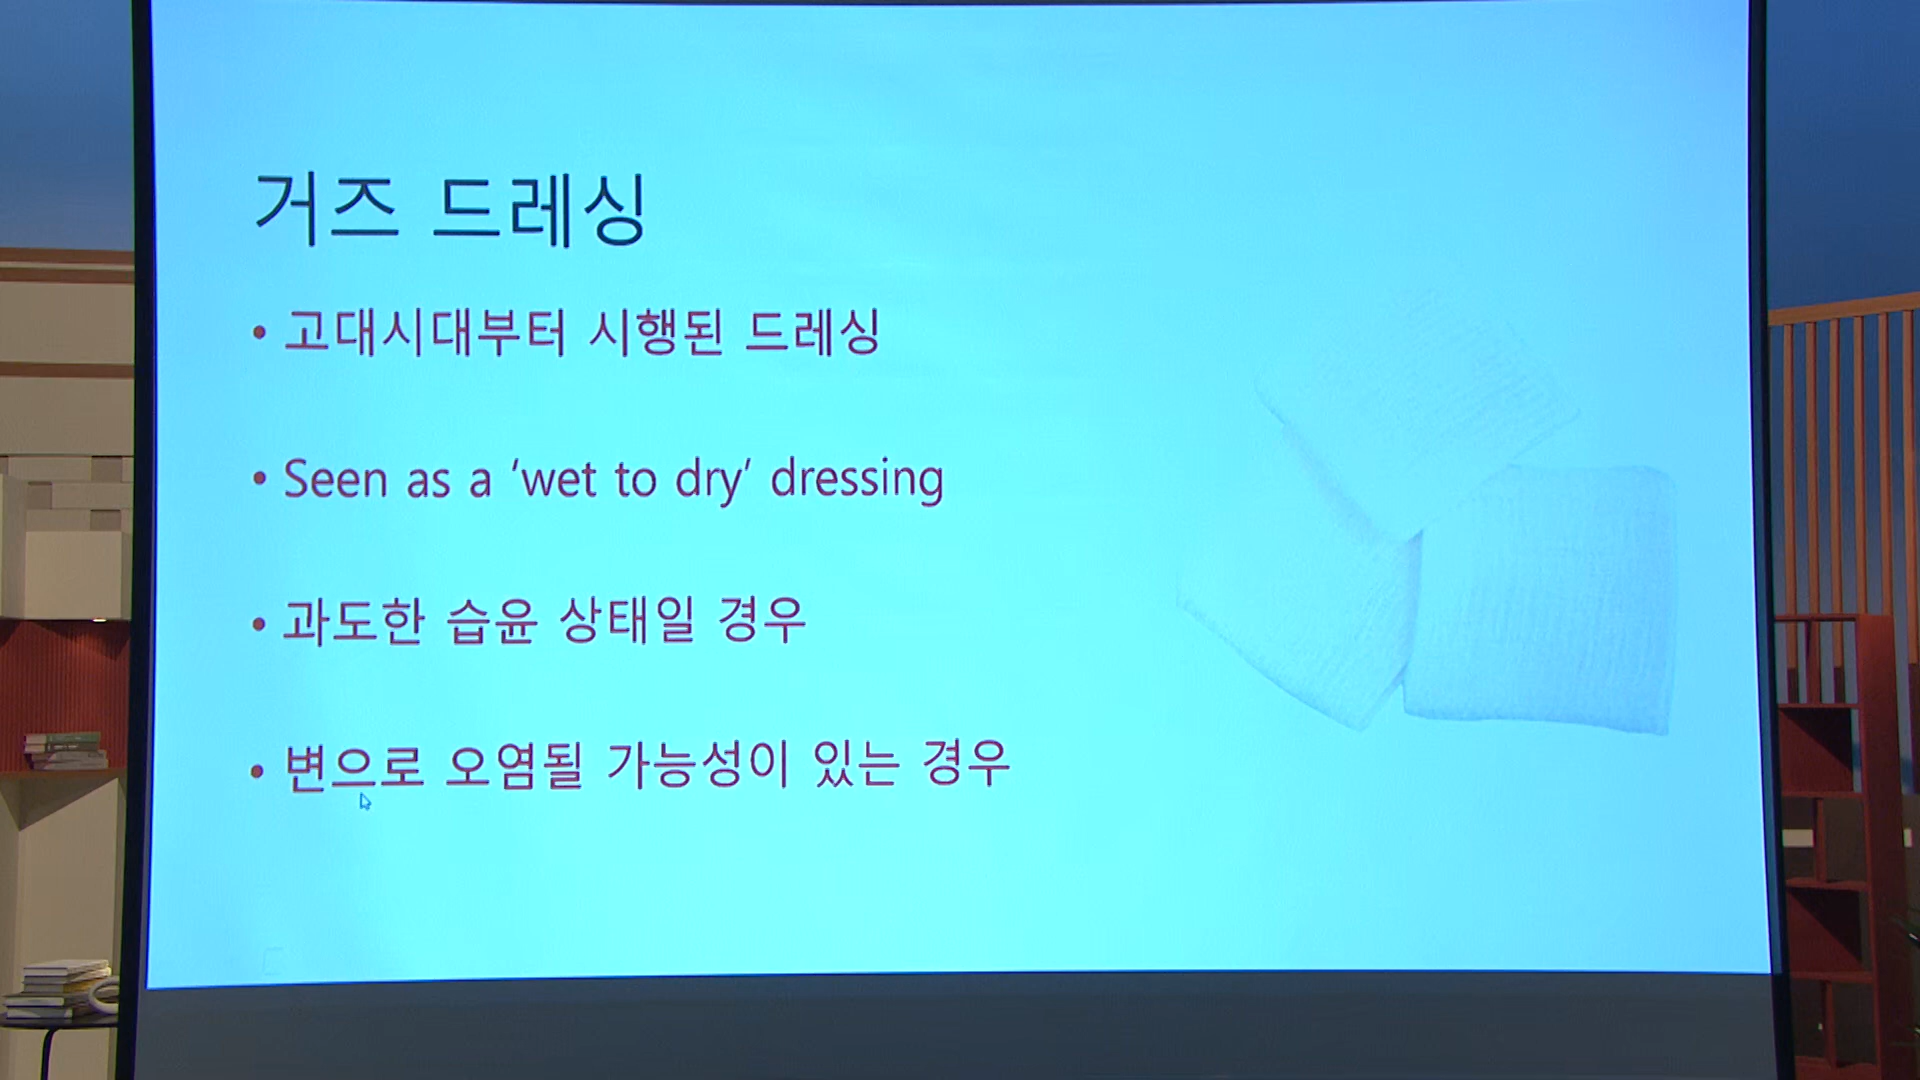 거즈 드레싱
• 고대시대부터 시행된 드레싱
• Seen as a ‘wet to dry’ dressing
• 과도한 습윤 상태일 경우
• 변으로 오염될 가능성이 있는 경우